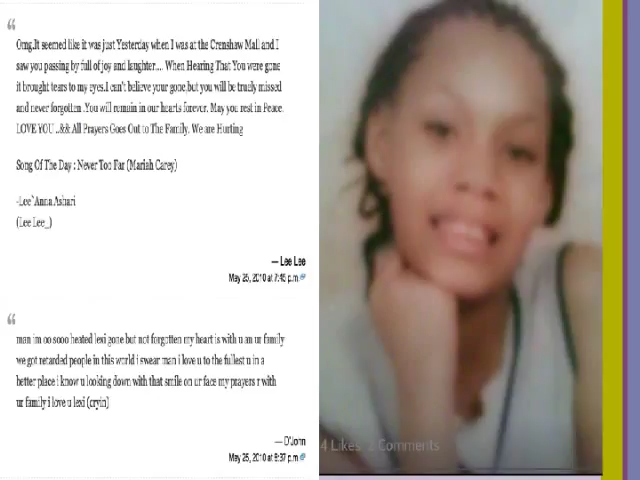 Omg.It seemed like it was just Yesterday when I was at the Crenshaw Mall and I
saw you passing by full of joy and laughter.... When Hearing That You were gone
it brought tears to my eyes.I can't believe your gone,but you will be truely missed
and never forgotten .You will remain in our hearts forever. May you rest in Peace.
LOVE YOU ..&& All Prayers Goes Out to The Family. We are Hurting
Song Of The Day : Never Too Far (Mariah Carey)
-Lee`Anna Ashari
(Lee Lee_)
— Lee Lee
May 25, 2010 at 7:45 p.m.
man im oo sooo heated lexi gone but not forgotten my heart is with u an ur family
we got retarded people in this world i swear man i love u to the fullest u in a
better place i know u looking down with that smile on ur face my prayers r with
ur family i love u lexi (cryin)
— D'John
May 25, 2010 at 6:37 p.m.
4 Likes 2 Comments